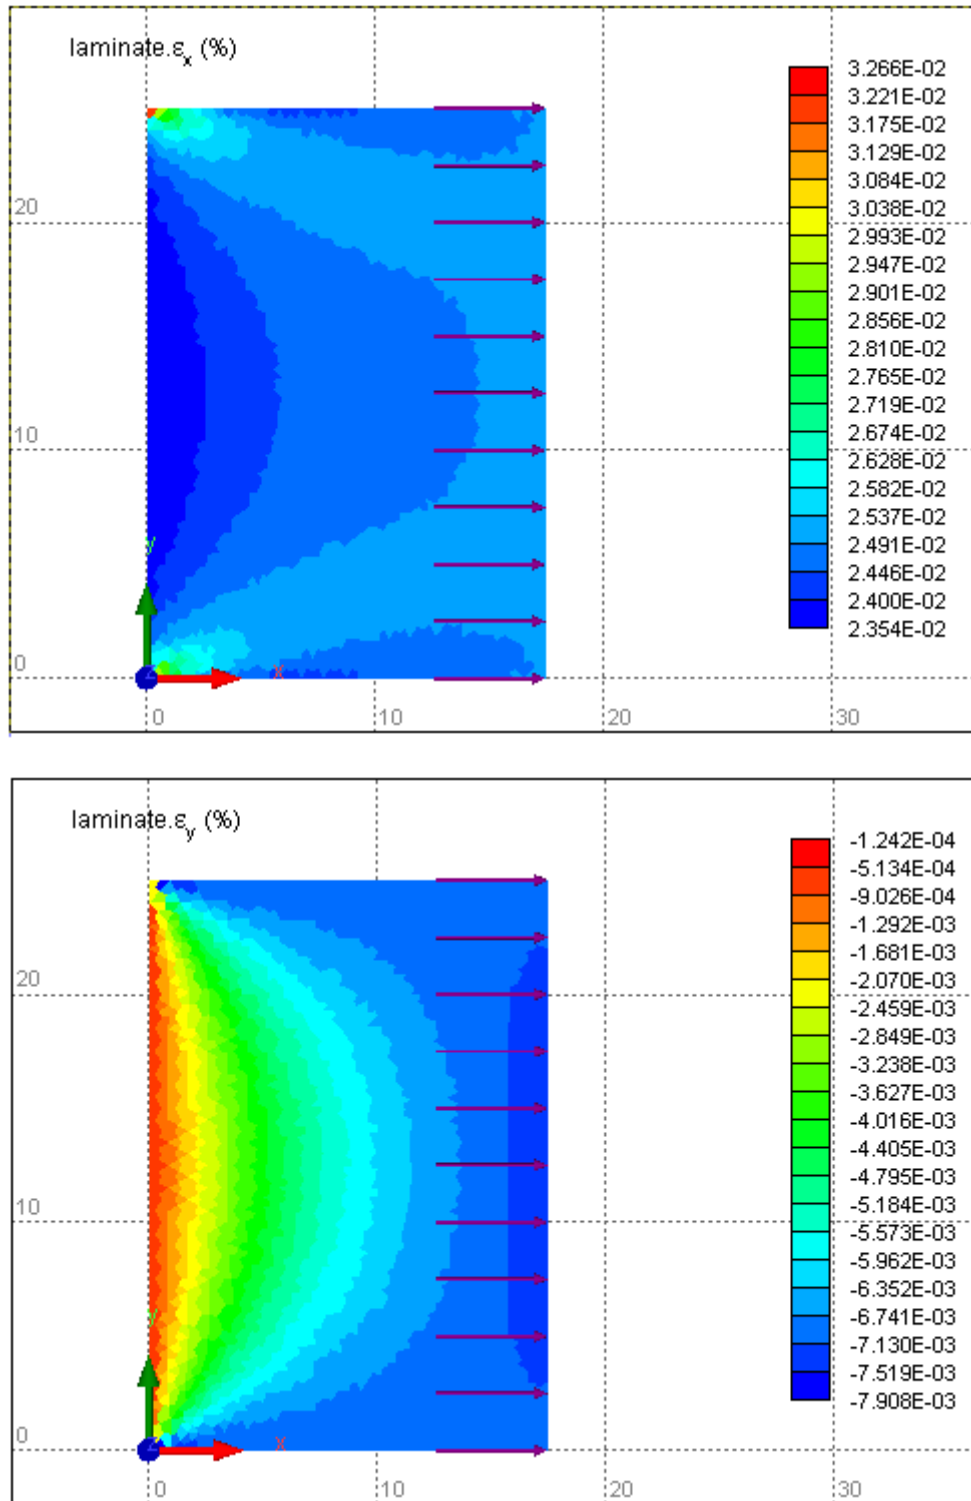 laminate.εx (%)
3.266E-02
3.221E-02
3.175E-02
3.129E-02
3.084E-02
3.038E-02
2.993E-02
2.947E-02
2.901E-02
2.856E-02
2.810E-02
2.765E-02
2.719E-02
2.674E-02
2.628E-02
2.582E-02
2.537E-02
2.491E-02
2.446E-02
2.400E-02
2.354E-02
20
10
y
0
z x
0 10 20 30
laminate.εy (%)
-1.242E-04
-5.134E-04
-9.026E-04
-1.292E-03
-1.681E-03
-2.070E-03
-2.459E-03
-2.849E-03
-3.238E-03
-3.627E-03
-4.016E-03
-4.405E-03
-4.795E-03
-5.184E-03
-5.573E-03
-5.962E-03
-6.352E-03
-6.741E-03
-7.130E-03
-7.519E-03
-7.908E-03
20
10
y
0
z x
0 10 20 30